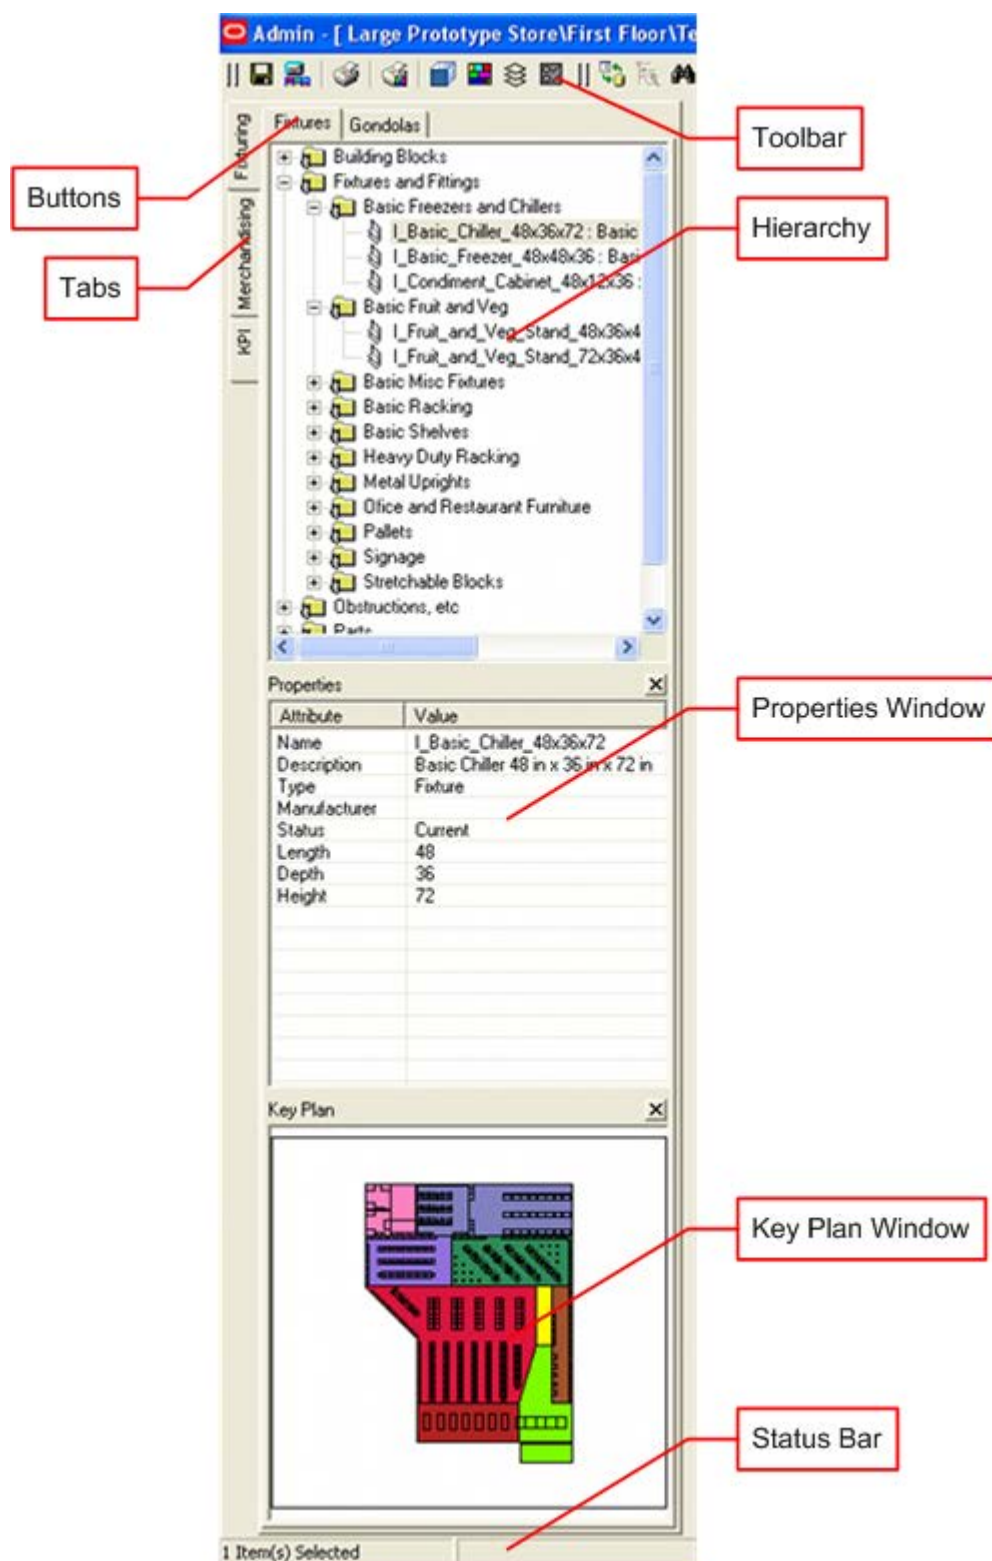 Admin - [ Large Prototype Store\First Floor\Te
Toolbar
Fixtures Gondolas
Fixturing
Merchandising
KPI
Buttons
Tabs
Hierarchy
Building Blocks
Fixtures and Fittings
Basic Freezers and Chillers
I_Basic_Chiller_48x36x72 : Basic
I_Basic_Freezer_48x48x36 : Basi
I_Condiment_Cabinet_48x12x36 :
Basic Fruit and Veg
I_Fruit_and_Veg_Stand_48x36x4
I_Fruit_and_Veg_Stand_72x36x4
Basic Misc Fixtures
Basic Racking
Basic Shelves
Heavy Duty Racking
Metal Uprights
Ofice and Restaurant Furniture
Pallets
Signage
Stretchable Blocks
Obstructions, etc
Parts
Properties
Properties Window
Attribute Value
Name I_Basic_Chiller_48x36x72
Description Basic Chiller 48 in x 36 in x 72 in
Type Fixture
Manufacturer
Status Current
Length 48
Depth 36
Height 72
Key Plan
Key Plan Window
Status Bar
1 Item(s) Selected